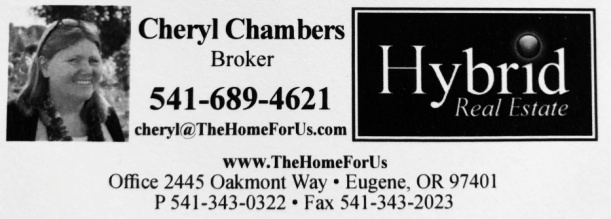 Cheryl Chambers
Broker
541-689-4621
cheryl@TheHomeForUs.com
Hybrid
Real Estate
www.TheHomeForUs
Office 2445 Oakmont Way • Eugene, OR 97401
P 541-343-0322 • Fax 541-343-2023